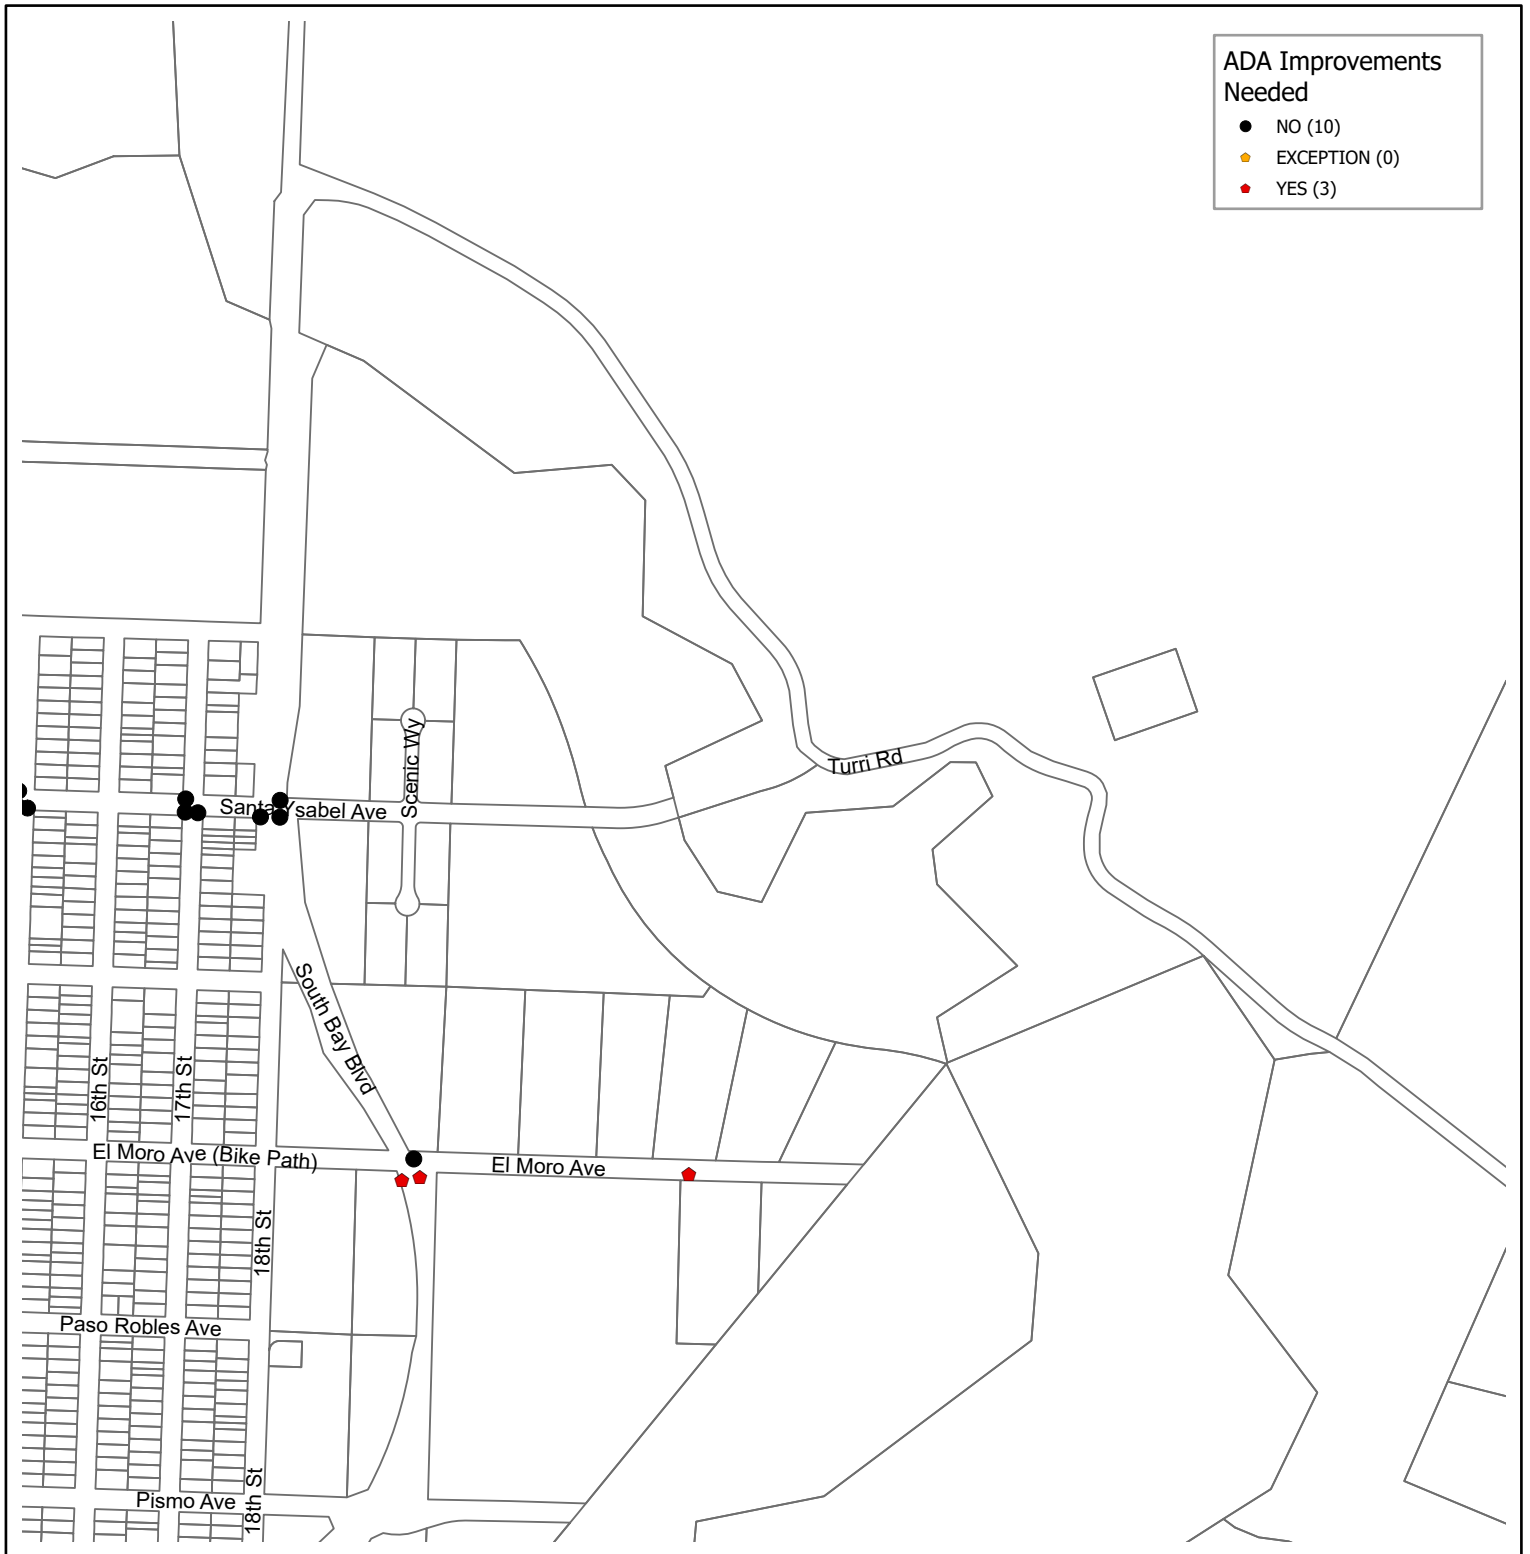 ADA Improvements
Needed
NO (10)
EXCEPTION (0)
YES (3)
Scenic Wy
Turri Rd
Santa Ysabel Ave
South Bay Blvd
16th St
17th St
El Moro Ave (Bike Path)
El Moro Ave
18th St
Paso Robles Ave
Pismo Ave
18th St